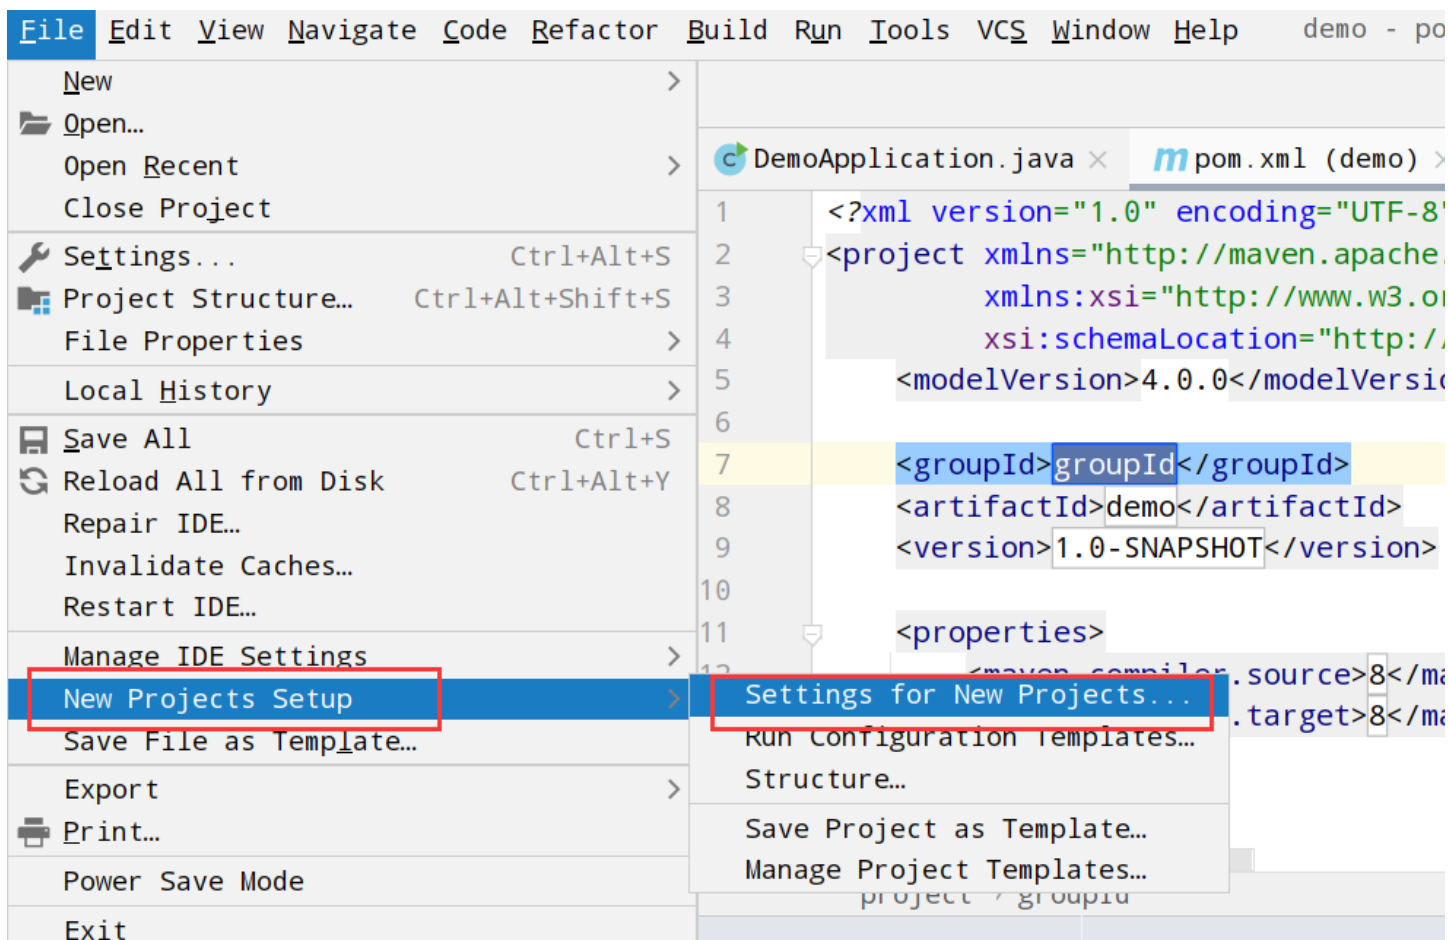 File Edit View Navigate Code Refactor Build Run Tools VCS Window Help demo - po
New
Open…
Open Recent
Close Project
Settings... Ctrl+Alt+S
Project Structure… Ctrl+Alt+Shift+S
File Properties
Local History
Save All Ctrl+S
Reload All from Disk Ctrl+Alt+Y
Repair IDE…
Invalidate Caches…
Restart IDE…
Manage IDE Settings
New Projects Setup
Save File as Template…
Export
Print…
Power Save Mode
Exit
Settings for New Projects...
Run Configuration Templates…
Structure…
Save Project as Template…
Manage Project Templates…
DemoApplication.java pom.xml (demo)
1 <?xml version="1.0" encoding="UTF-8"
2 <project xmlns="http://maven.apache.
3 xmlns:xsi="http://www.w3.or
4 xsi:schemaLocation="http:/
5 <modelVersion>4.0.0</modelVersio
6
7 <groupId>groupId</groupId>
8 <artifactId>demo</artifactId>
9 <version>1.0-SNAPSHOT</version>
10
11 <properties>
12 <maven.compiler.source>8</ma
.target>8</ma
project › groupId